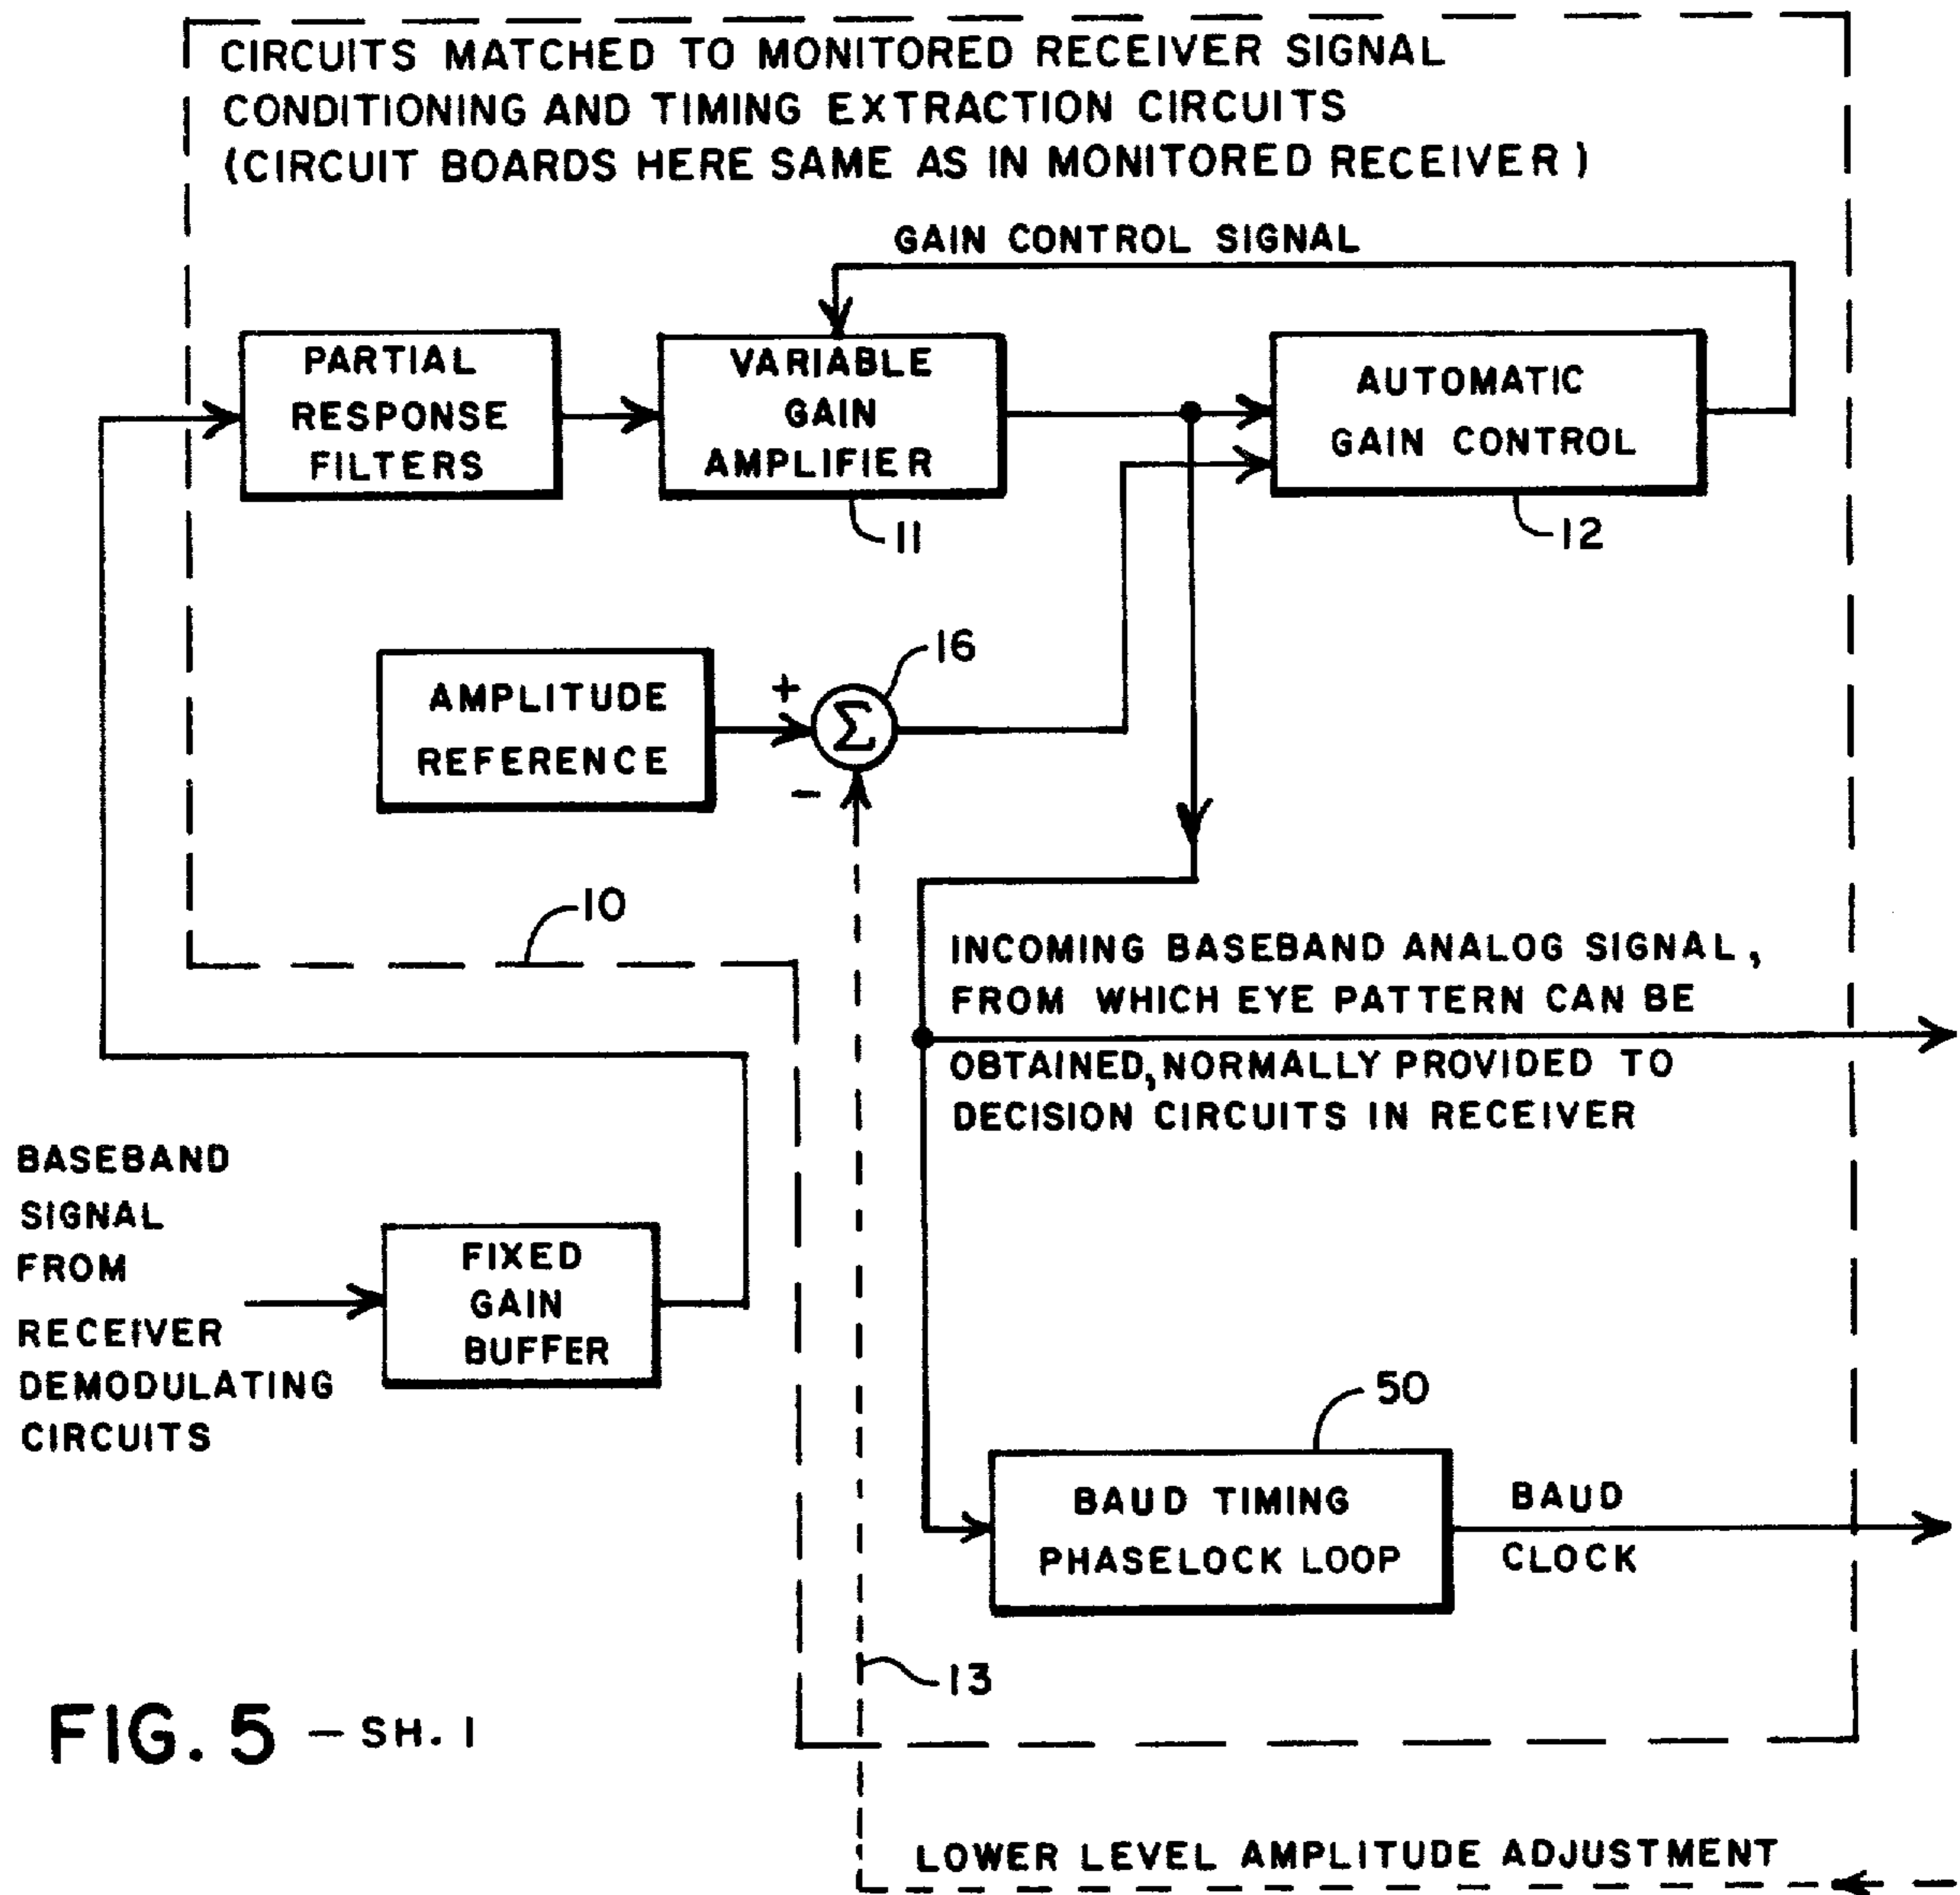 CIRCUITS MATCHED TO MONITORED RECEIVER SIGNAL
CONDITIONING AND TIMING EXTRACTION CIRCUITS
(CIRCUIT BOARDS HERE SAME AS IN MONITORED RECEIVER)
GAIN CONTROL SIGNAL
PARTIAL
RESPONSE
FILTERS
VARIABLE
GAIN
AMPLIFIER
11
AUTOMATIC
GAIN CONTROL
12
AMPLITUDE
REFERENCE
+
-
Σ
16
10
INCOMING BASEBAND ANALOG SIGNAL,
FROM WHICH EYE PATTERN CAN BE
OBTAINED, NORMALLY PROVIDED TO
DECISION CIRCUITS IN RECEIVER
BASEBAND
SIGNAL
FROM
RECEIVER
DEMODULATING
CIRCUITS
FIXED
GAIN
BUFFER
50
BAUD TIMING
PHASELOCK LOOP
BAUD
CLOCK
13
FIG. 5 - SH. 1
LOWER LEVEL AMPLITUDE ADJUSTMENT